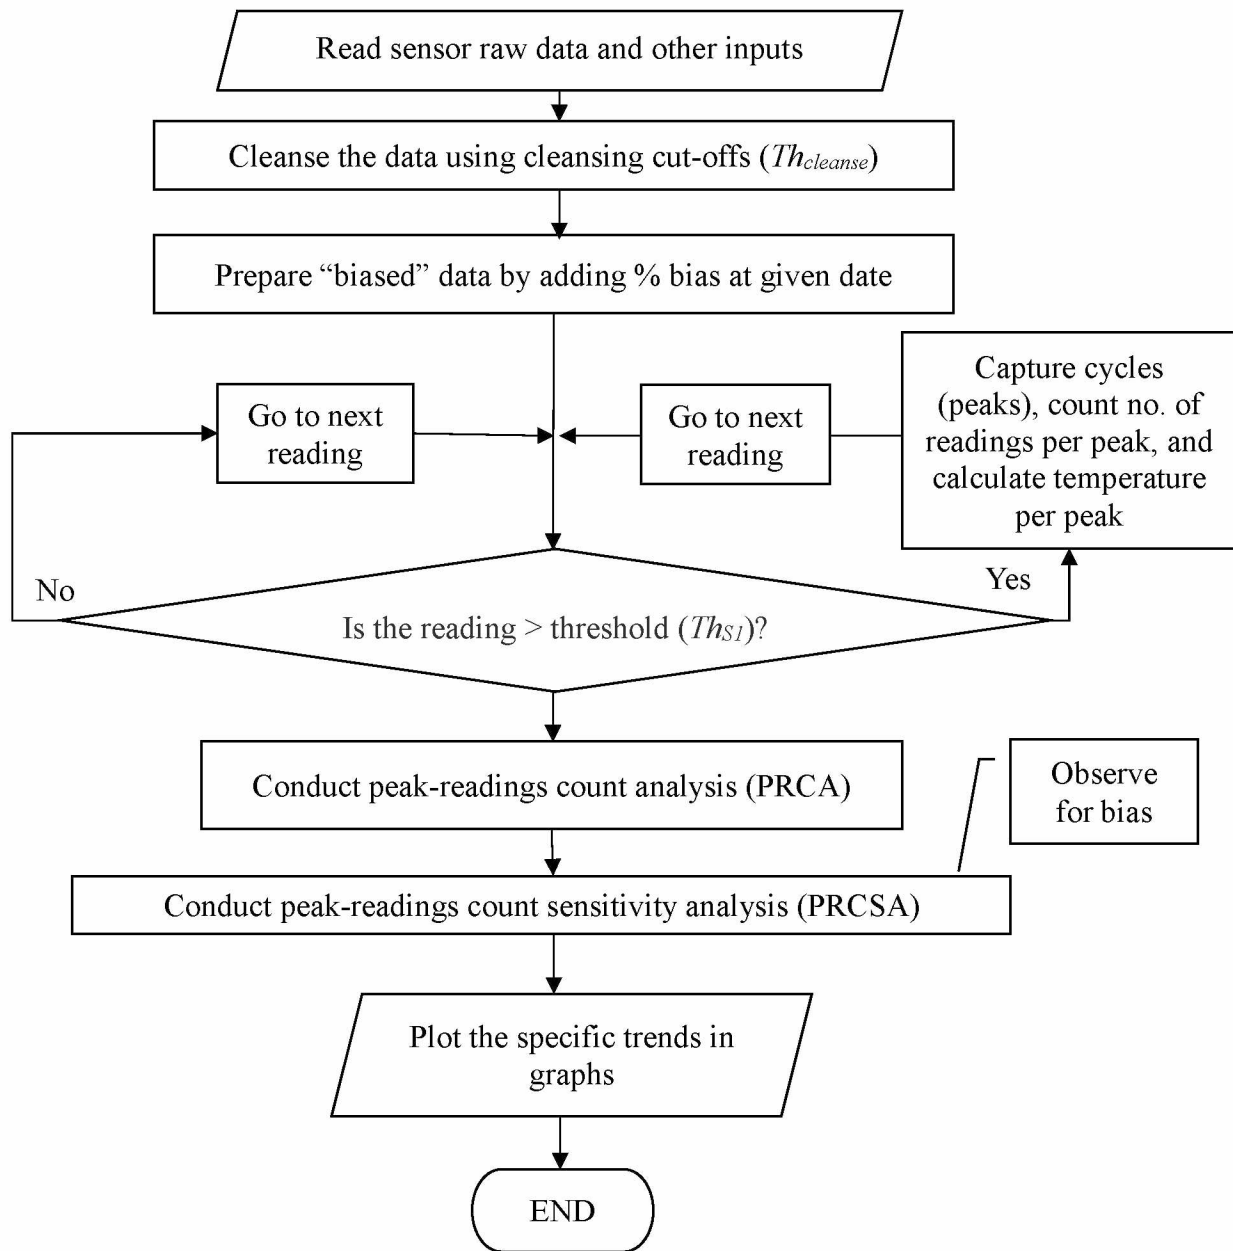 Read sensor raw data and other inputs
Cleanse the data using cleansing cut-offs (Thcleanse)
Prepare “biased” data by adding % bias at given date
Go to next
reading
Go to next
reading
Capture cycles
(peaks), count no. of
readings per peak, and
calculate temperature
per peak
No
Yes
Is the reading > threshold (ThS1)?
Conduct peak-readings count analysis (PRCA)
Observe
for bias
Conduct peak-readings count sensitivity analysis (PRCSA)
Plot the specific trends in
graphs
END